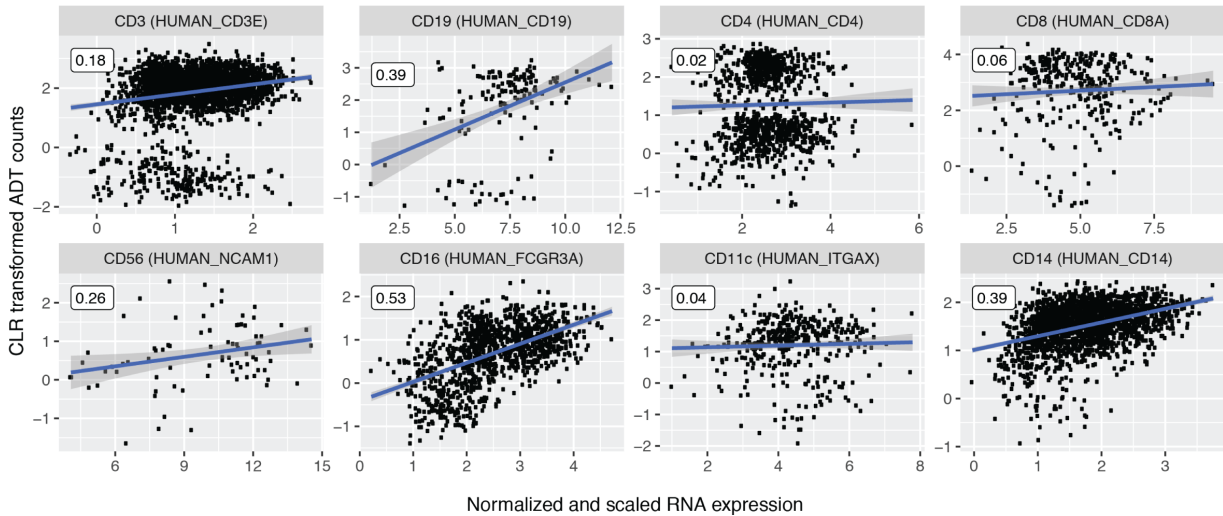 CLR transformed ADT counts
CD3 (HUMAN_CD3E)
CD19 (HUMAN_CD19)
CD4 (HUMAN_CD4)
CD8 (HUMAN_CD8A)
0.18
0.39
0.02
0.06
2
0
−2
0 1 2
3
2
1
0
−1
2.5 5.0 7.5 10.0 12.5
3
2
1
0
−1
2 4 6
4
2
0
2.5 5.0 7.5
CD56 (HUMAN_NCAM1)
CD16 (HUMAN_FCGR3A)
CD11c (HUMAN_ITGAX)
CD14 (HUMAN_CD14)
0.26
0.53
0.04
0.39
2
1
0
−1
6 9 12 15
2
1
0
−1
0 1 2 3 4
3
2
1
0
−1
−2
2 4 6 8
2
1
0
−1
0 1 2 3
Normalized and scaled RNA expression